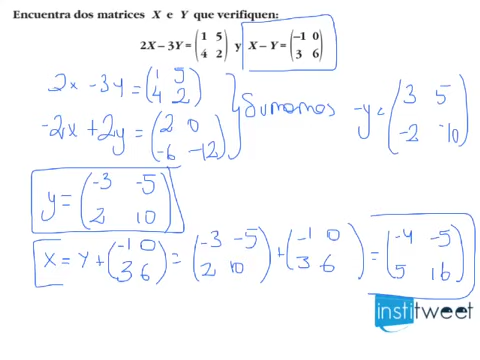 Encuentra dos matrices X e Y que verifiquen:
2X – 3Y = (1 5
4 2) y X – Y = (–1 0
3 6)
2x - 3y = (1 5
4 2)
-2x + 2y = (2 0
-6 -12) } Sumamos -y = (3 5
-2 -10)
y = (-3 -5
2 10)
X = Y + (-1 0
3 6) = (-3 -5
2 10) + (-1 0
3 6) = (-4 -5
5 16)
institweet